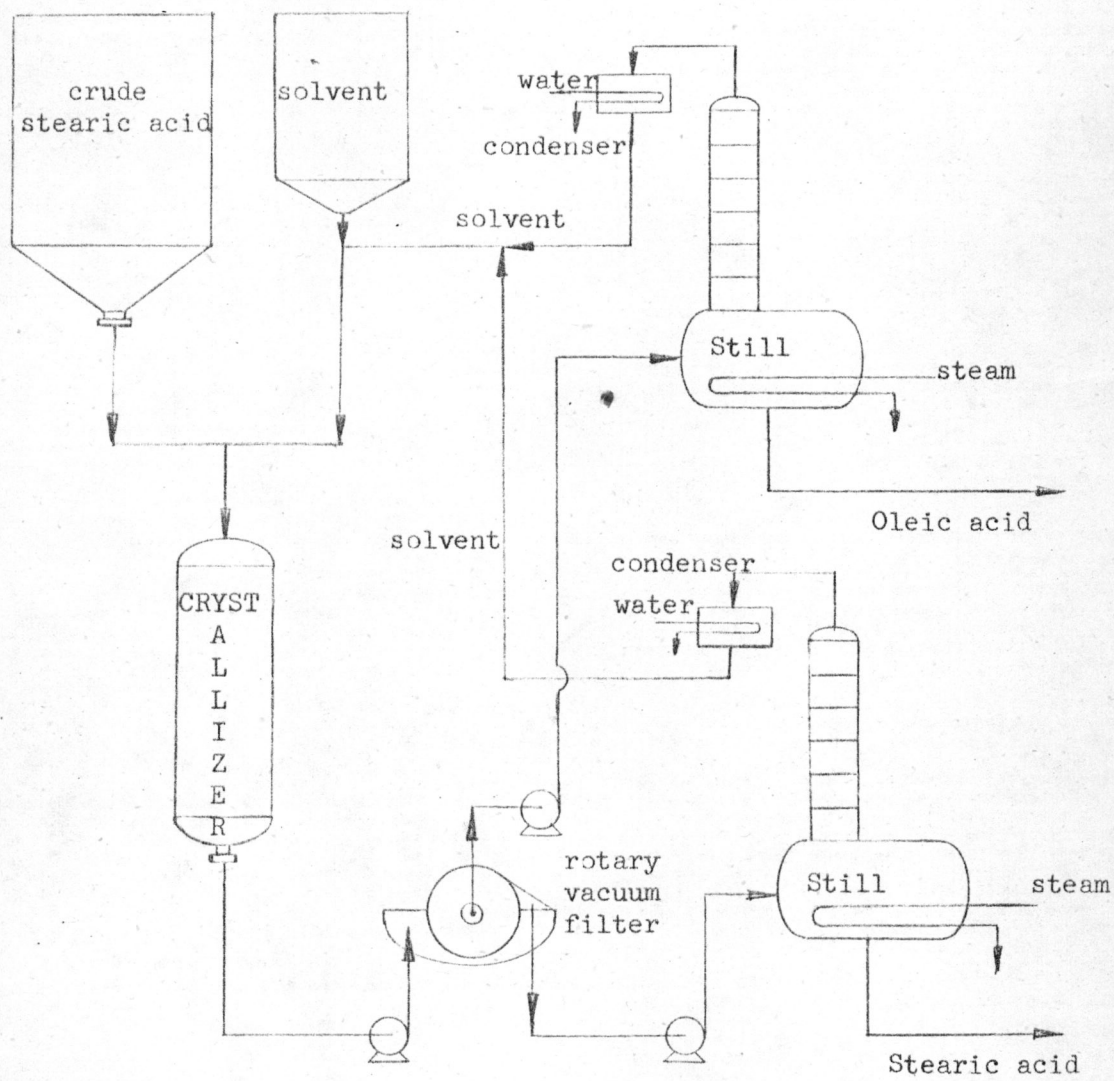 crude
stearic acid
solvent
water
condenser
solvent
Still
steam
Oleic acid
solvent
condenser
water
CRYST
A
L
L
I
Z
E
R
rotary
vacuum
filter
Still
steam
Stearic acid